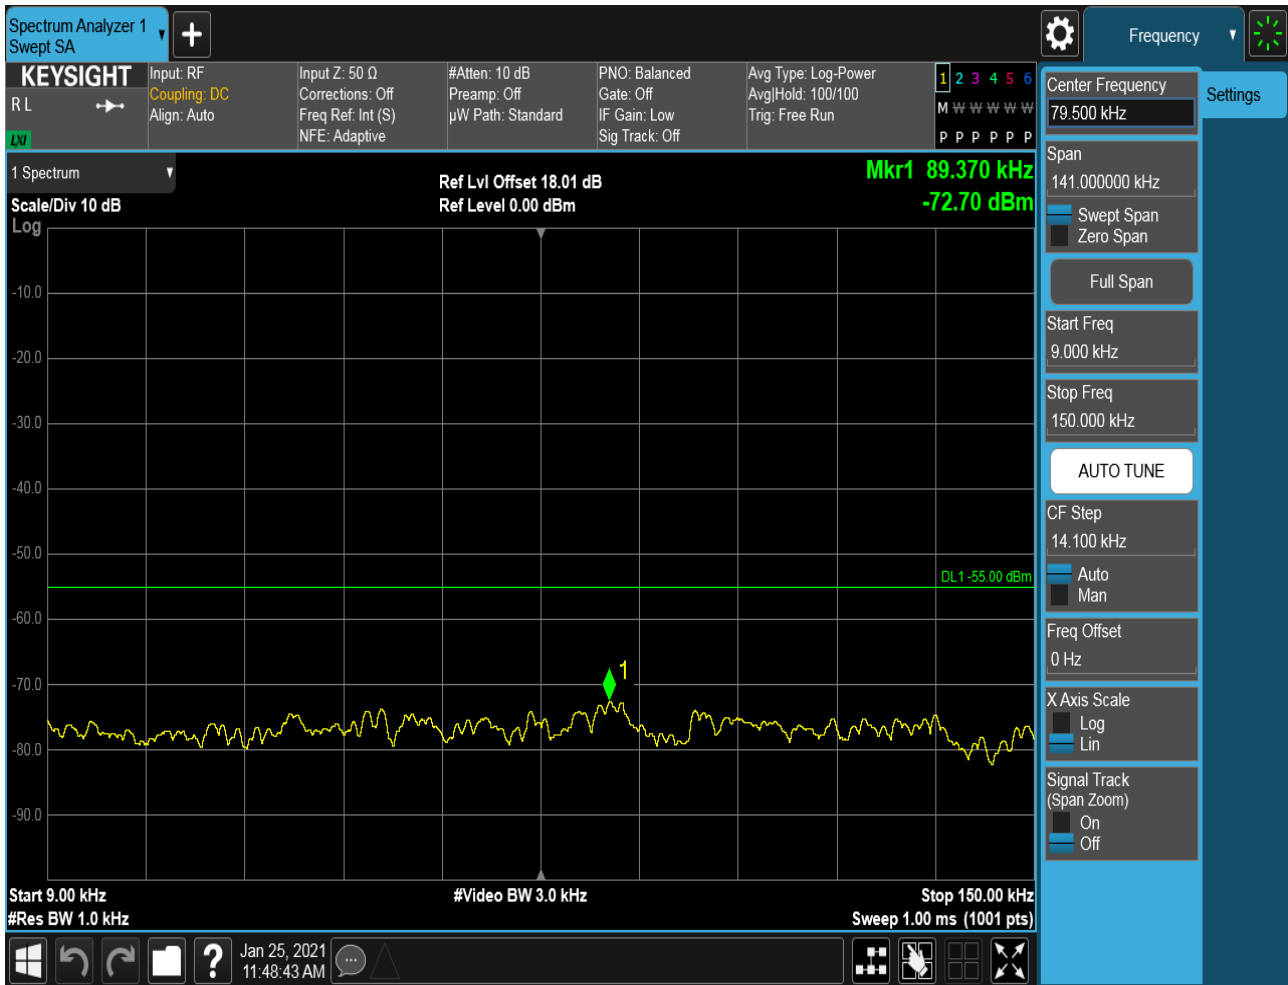 Spectrum Analyzer 1
Swept SA
Frequency
KEYSIGHT
R L
LXI
Input: RF
Coupling: DC
Align: Auto
Input Z: 50 Ω
Corrections: Off
Freq Ref: Int (S)
NFE: Adaptive
#Atten: 10 dB
Preamp: Off
µW Path: Standard
PNO: Balanced
Gate: Off
IF Gain: Low
Sig Track: Off
Avg Type: Log-Power
Avg|Hold: 100/100
Trig: Free Run
1 2 3 4 5 6
M W W W W W
P P P P P P
1 Spectrum
Scale/Div 10 dB
Log
Ref Lvl Offset 18.01 dB
Ref Level 0.00 dBm
Mkr1 89.370 kHz
-72.70 dBm
-10.0
-20.0
-30.0
-40.0
-50.0
DL1 -55.00 dBm
-60.0
1
-70.0
-80.0
-90.0
Start 9.00 kHz
#Video BW 3.0 kHz
Stop 150.00 kHz
#Res BW 1.0 kHz
Sweep 1.00 ms (1001 pts)
Center Frequency
79.500 kHz
Settings
Span
141.000000 kHz
Swept Span
Zero Span
Full Span
Start Freq
9.000 kHz
Stop Freq
150.000 kHz
AUTO TUNE
CF Step
14.100 kHz
Auto
Man
Freq Offset
0 Hz
X Axis Scale
Log
Lin
Signal Track
(Span Zoom)
On
Off
?
Jan 25, 2021
11:48:43 AM